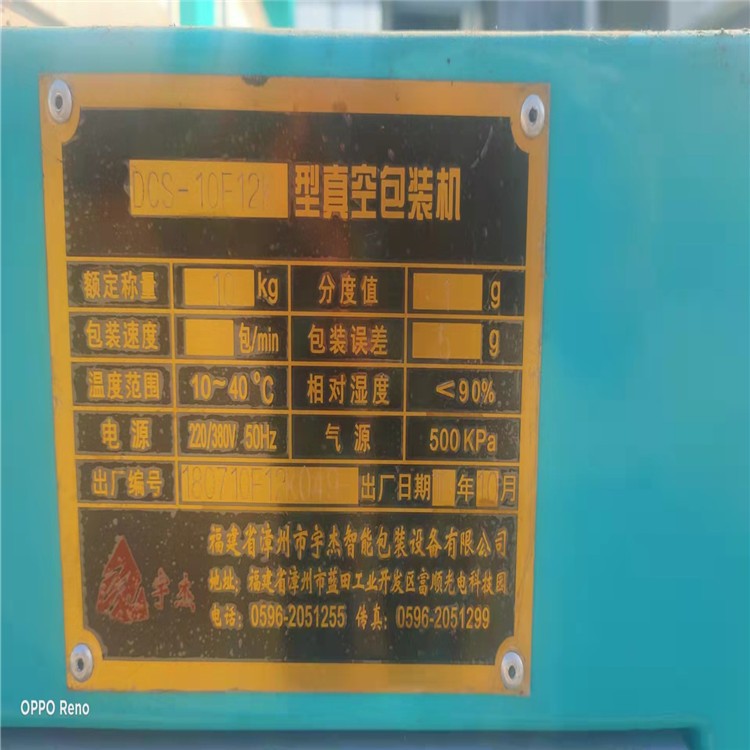 DCS-10F12 型真空包装机
额定称量 10 kg 分度值 g
包装速度 包/min 包装误差 g
温度范围 10~40℃ 相对湿度 <90%
电源 220/380V 50Hz 气源 500KPa
出厂编号 出厂日期 年 月
福建省漳州市宇杰智能包装设备有限公司
宇杰 地址:福建省漳州市蓝田工业开发区富顺光电科技园
电话:0596-2051255 传真:0596-2051299
OPPO Reno